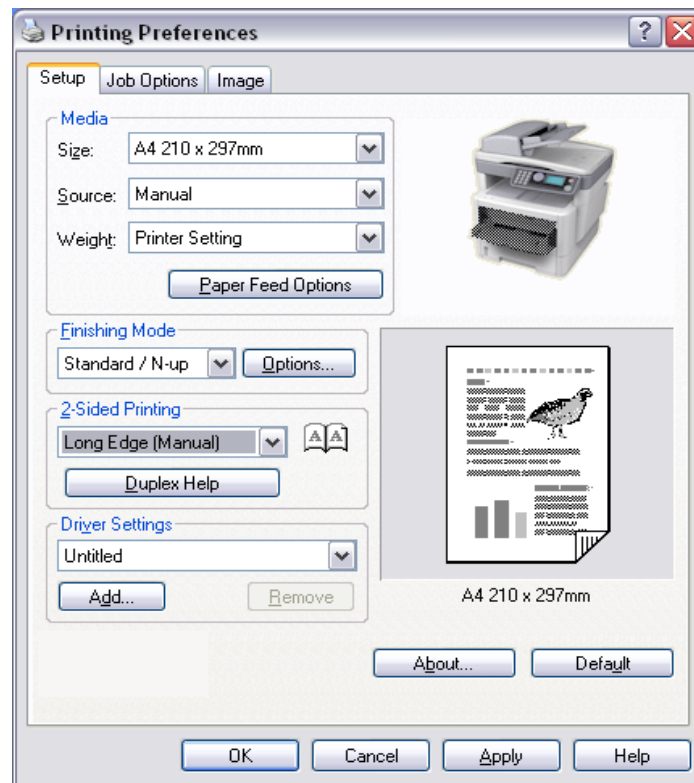 Printing Preferences
?
Setup Job Options Image
Media
Size: A4 210 x 297mm
Source: Manual
Weight: Printer Setting
Paper Feed Options
Finishing Mode
Standard / N-up Options...
2-Sided Printing
Long Edge (Manual) A A
Duplex Help
Driver Settings
Untitled
Add... Remove
A4 210 x 297mm
About... Default
OK Cancel Apply Help